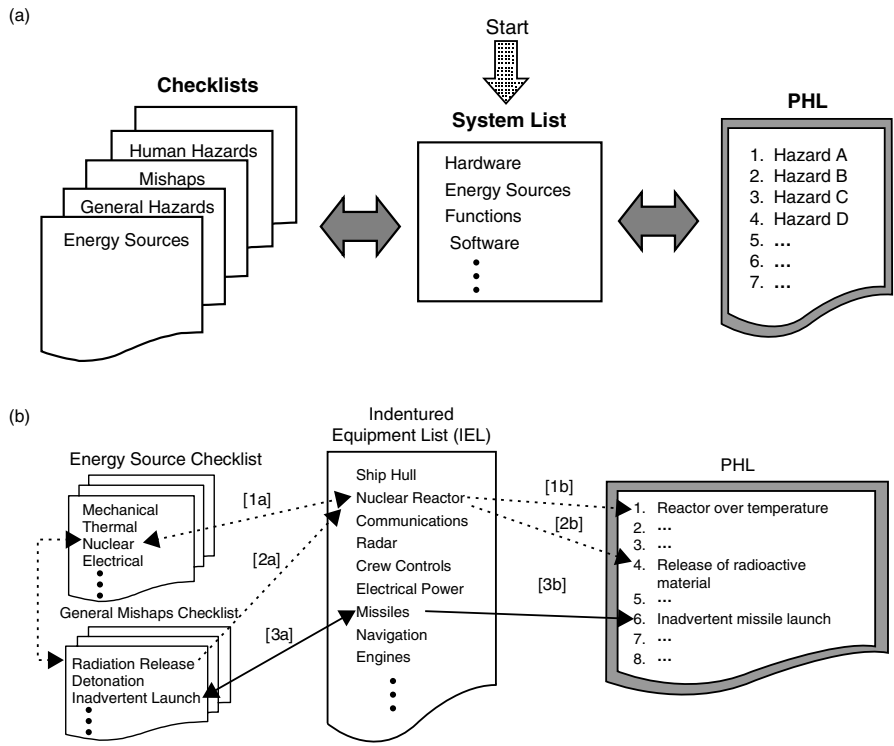 (a)
Start
Checklists
Human Hazards
Mishaps
General Hazards
Energy Sources
System List
Hardware
Energy Sources
Functions
Software
PHL
1. Hazard A
2. Hazard B
3. Hazard C
4. Hazard D
5. ...
6. ...
7. ...
(b)
Energy Source Checklist
Mechanical
Thermal
Nuclear
Electrical
General Mishaps Checklist
Radiation Release
Detonation
Inadvertent Launch
[1a]
[2a]
[3a]
Indentured
Equipment List (IEL)
Ship Hull
Nuclear Reactor
Communications
Radar
Crew Controls
Electrical Power
Missiles
Navigation
Engines
[1b]
[2b]
[3b]
PHL
1. Reactor over temperature
2. ...
3. ...
4. Release of radioactive
material
5. ...
6. Inadvertent missile launch
7. ...
8. ...